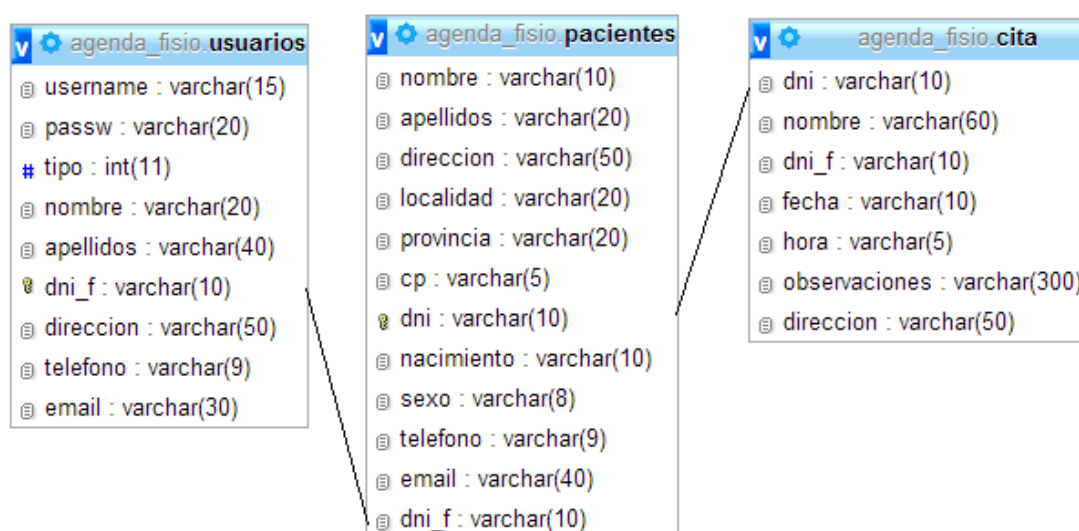 agenda_fisio.usuarios
username : varchar(15)
passw : varchar(20)
# tipo : int(11)
nombre : varchar(20)
apellidos : varchar(40)
dni_f : varchar(10)
direccion : varchar(50)
telefono : varchar(9)
email : varchar(30)
agenda_fisio.pacientes
nombre : varchar(10)
apellidos : varchar(20)
direccion : varchar(50)
localidad : varchar(20)
provincia : varchar(20)
cp : varchar(5)
dni : varchar(10)
nacimiento : varchar(10)
sexo : varchar(8)
telefono : varchar(9)
email : varchar(40)
dni_f : varchar(10)
agenda_fisio.cita
dni : varchar(10)
nombre : varchar(60)
dni_f : varchar(10)
fecha : varchar(10)
hora : varchar(5)
observaciones : varchar(300)
direccion : varchar(50)